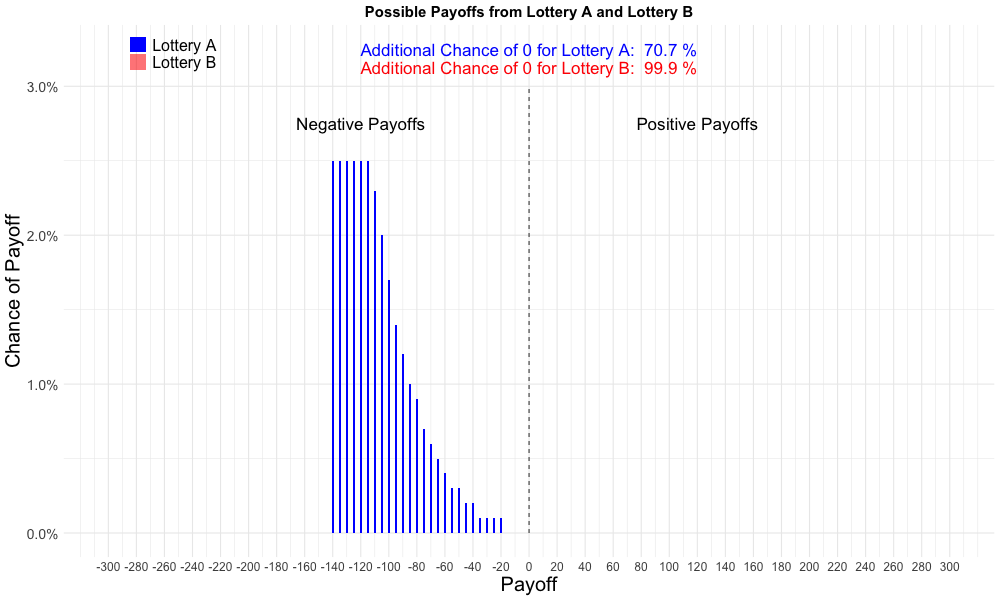 Possible Payoffs from Lottery A and Lottery B
Lottery A
Lottery B
Additional Chance of 0 for Lottery A: 70.7 %
Additional Chance of 0 for Lottery B: 99.9 %
Negative Payoffs
Positive Payoffs
Chance of Payoff
3.0%
2.0%
1.0%
0.0%
-300 -280 -260 -240 -220 -200 -180 -160 -140 -120 -100 -80 -60 -40 -20 0 20 40 60 80 100 120 140 160 180 200 220 240 260 280 300
Payoff